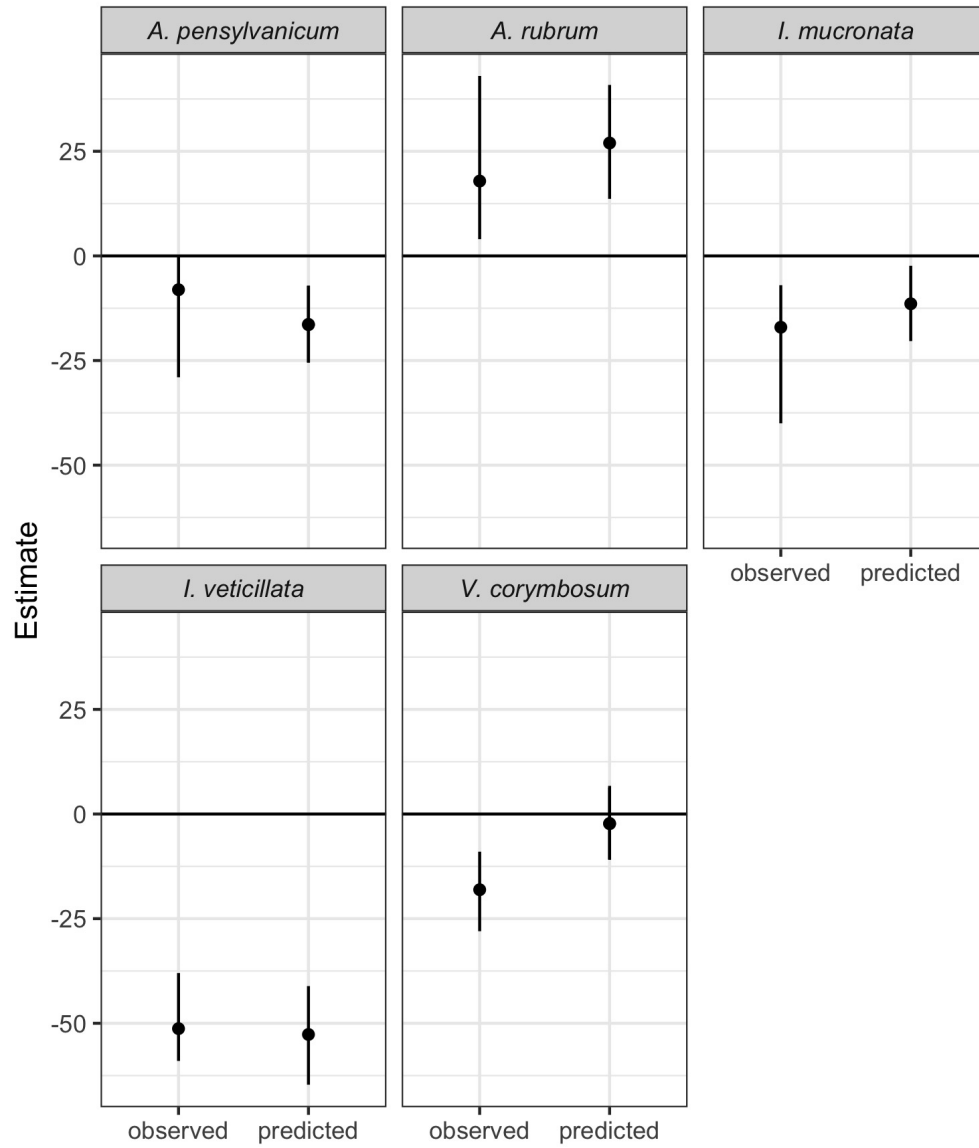 A. pensylvanicum
A. rubrum
I. mucronata
25
0
-25
-50
observed predicted
Estimate
I. veticillata
V. corymbosum
25
0
-25
-50
observed predicted
observed predicted